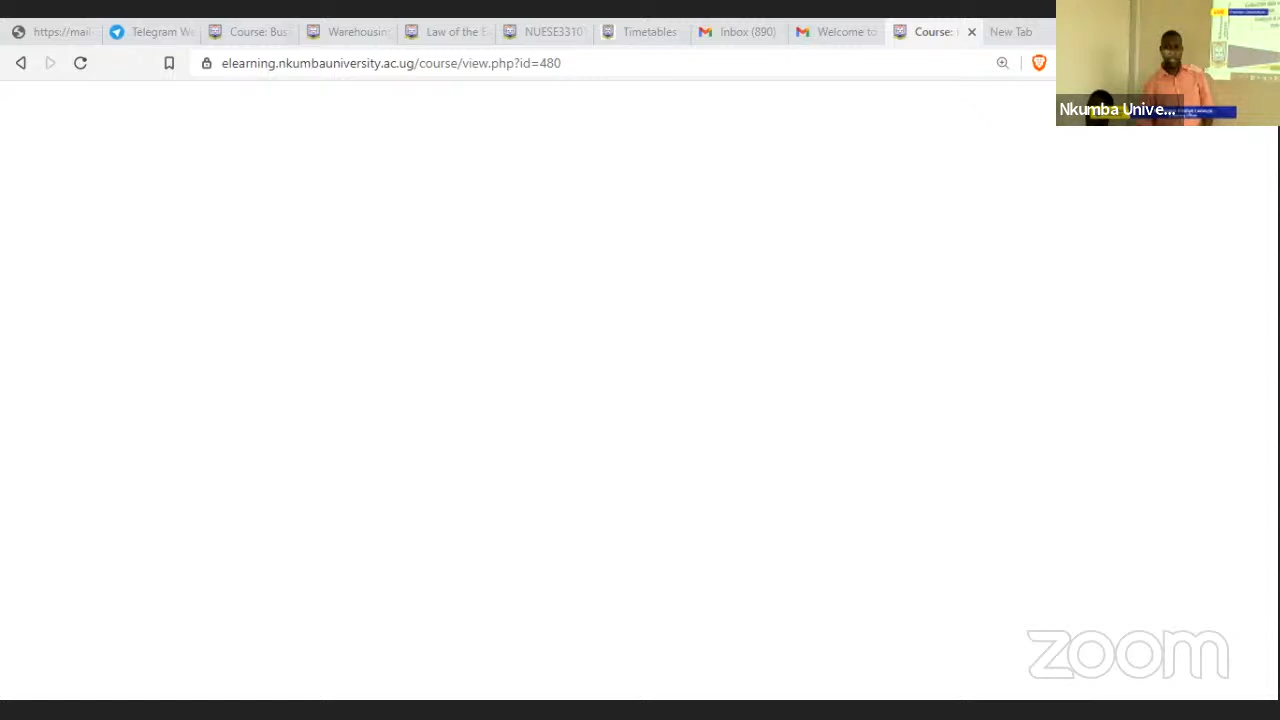 https://mail
Telegram We
Course: Bus
Warehousin
Law of the E
NUESE3310
Timetables
Inbox (890)
Welcome to
Course:
New Tab
elearning.nkumbauniversity.ac.ug/course/view.php?id=480
Nkumba Unive...
zoom